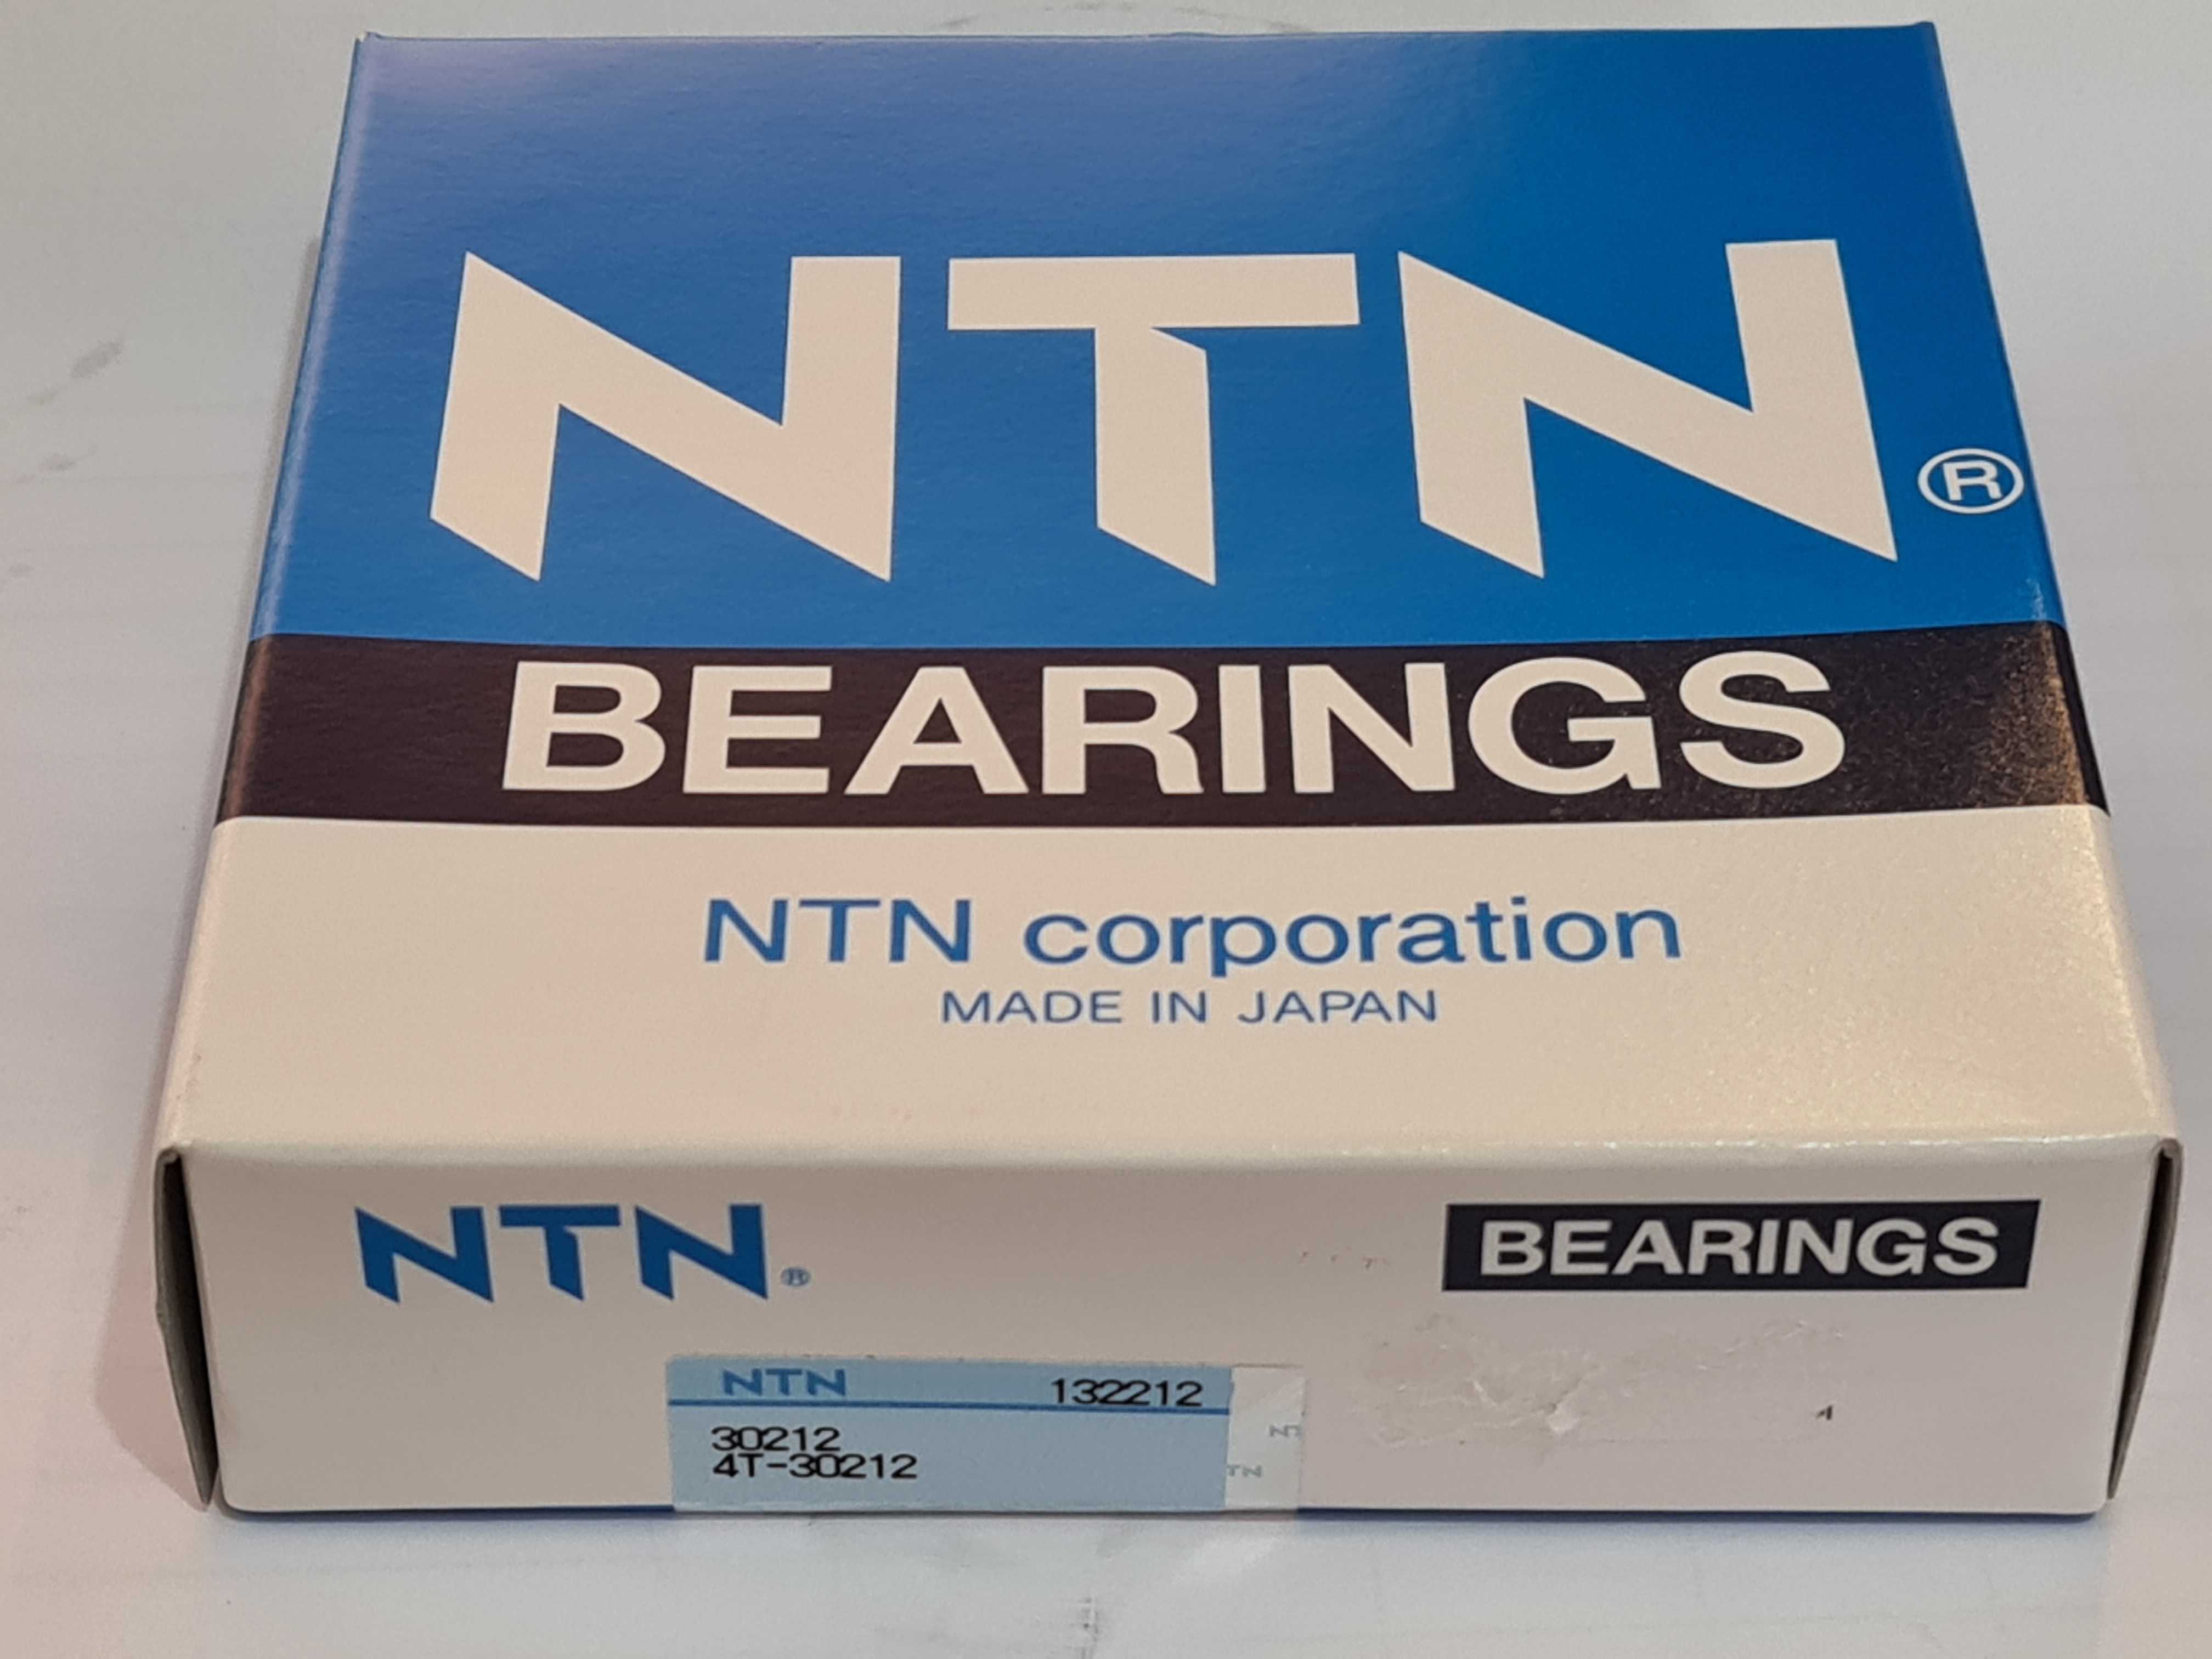 NTN®
BEARINGS
NTN corporation
MADE IN JAPAN
NTN®
BEARINGS
NTN 132212
30212
4T-30212